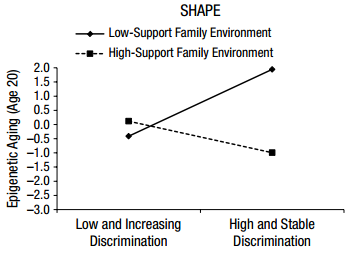 SHAPE
Low-Support Family Environment
High-Support Family Environment
Epigenetic Aging (Age 20)
2.0
1.5
1.0
0.5
0.0
–0.5
–1.0
–1.5
–2.0
–2.5
–3.0
Low and Increasing
Discrimination
High and Stable
Discrimination